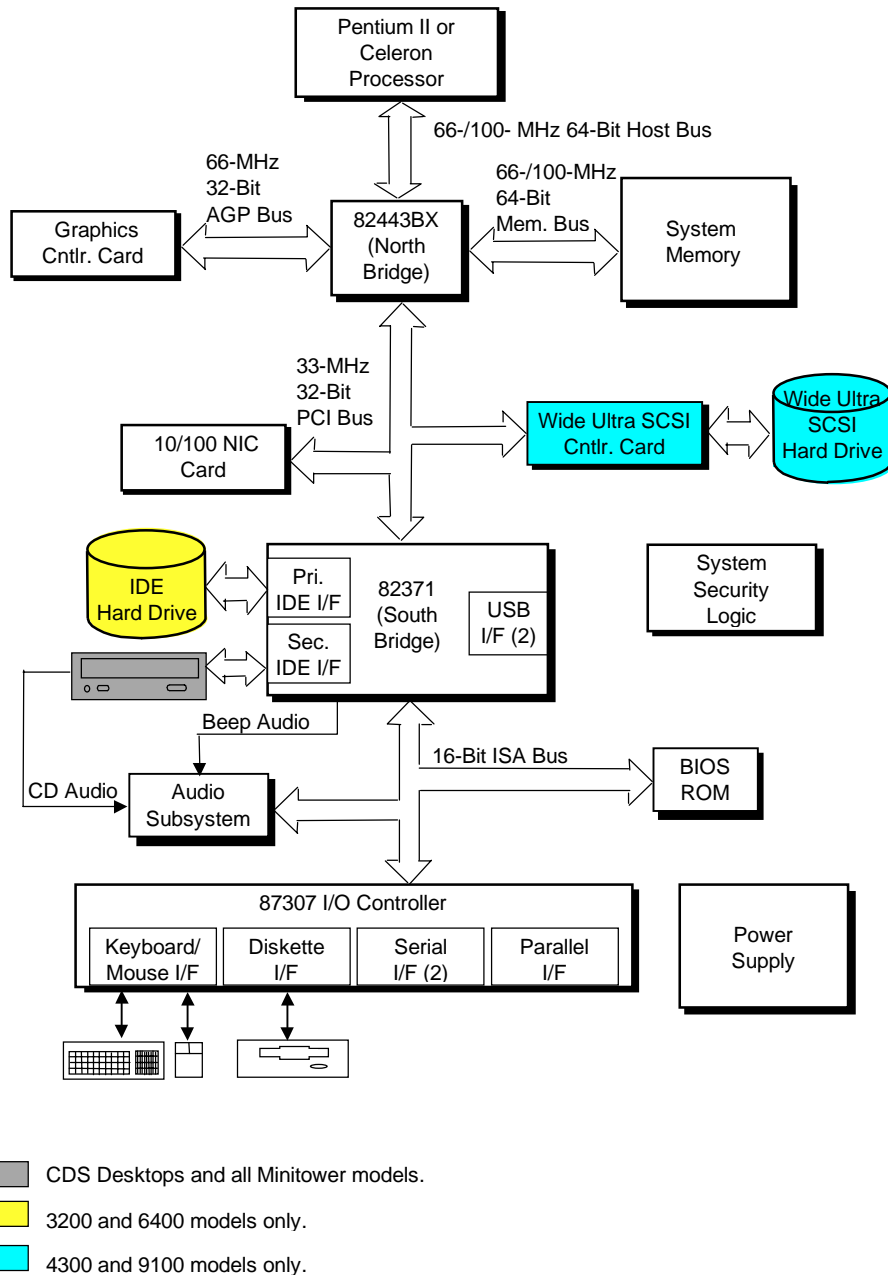 Pentium II or
Celeron
Processor
66-/100- MHz 64-Bit Host Bus
66-MHz
32-Bit
AGP Bus
66-/100-MHz
64-Bit
Mem. Bus
Graphics
Cntlr. Card
82443BX
(North
Bridge)
System
Memory
33-MHz
32-Bit
PCI Bus
10/100 NIC
Card
Wide Ultra SCSI
Cntlr. Card
Wide Ultra
SCSI
Hard Drive
IDE
Hard Drive
Pri.
IDE I/F
Sec.
IDE I/F
82371
(South
Bridge)
USB
I/F (2)
System
Security
Logic
Beep Audio
CD Audio
Audio
Subsystem
16-Bit ISA Bus
BIOS
ROM
87307 I/O Controller
Keyboard/
Mouse I/F
Diskette
I/F
Serial
I/F (2)
Parallel
I/F
Power
Supply
CDS Desktops and all Minitower models.
3200 and 6400 models only.
4300 and 9100 models only.